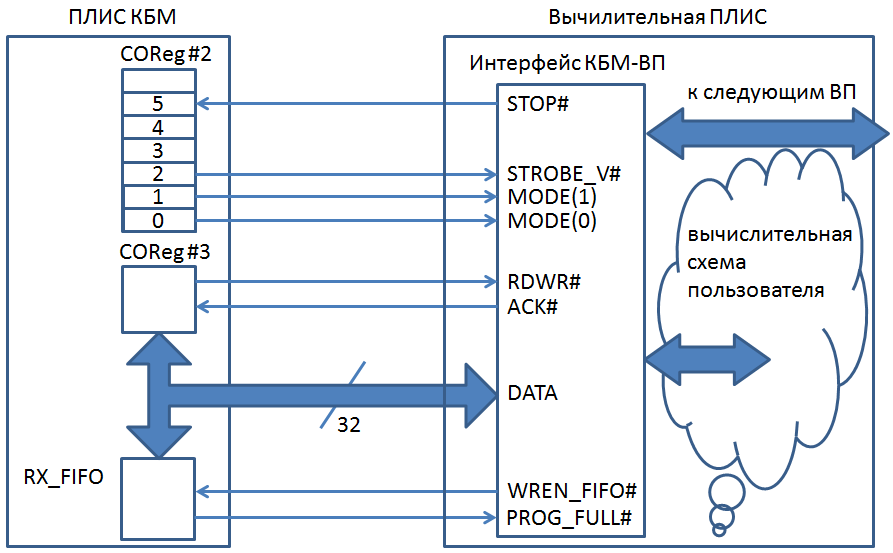 ПЛИС КБМ
Вычилительная ПЛИС
COReg #2
5
4
3
2
1
0
COReg #3
RX_FIFO
32
Интерфейс КБМ-ВП
STOP#
STROBE_V#
MODE(1)
MODE(0)
RDWR#
ACK#
DATA
WREN_FIFO#
PROG_FULL#
к следующим ВП
вычислительная
схема
пользователя